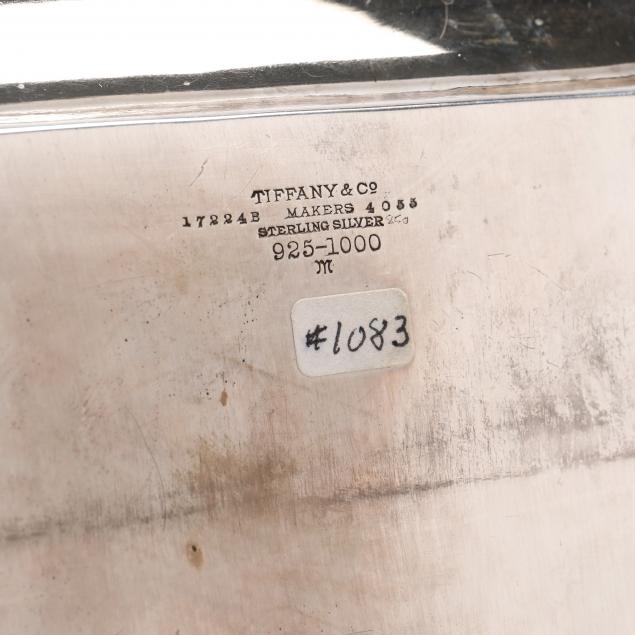 TIFFANY & Co
17224B MAKERS 4055
STERLING SILVER
925-1000
M
#1083